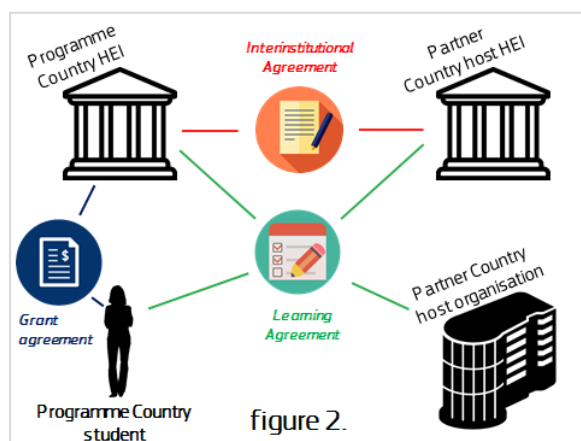 Programme
Country HEI
Interinstitutional
Agreement
Partner
Country host HEI
$
Grant
agreement
Learning
Agreement
Partner Country
host organisation
Programme Country
student
figure 2.